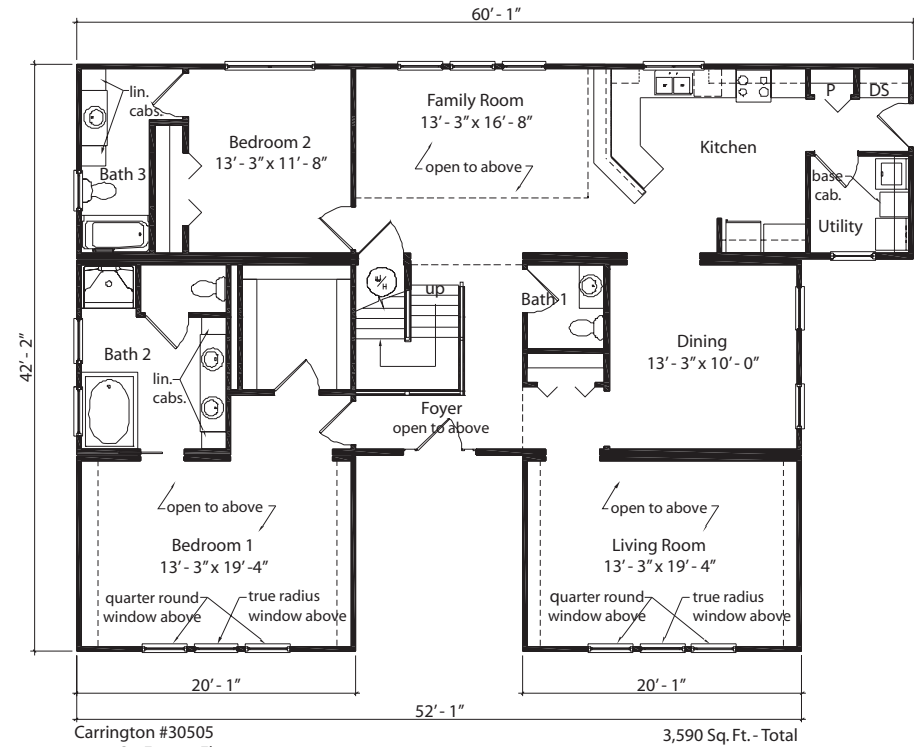 60' - 1"
42' - 2"
lin.
cabs.
Bath 3
Bedroom 2
13' - 3" x 11' - 8"
Family Room
13' - 3" x 16' - 8"
open to above
Kitchen
P
DS
base
cab.
Utility
W/H
up
Bath 1
Bath 2
lin.
cabs.
Dining
13' - 3" x 10' - 0"
Foyer
open to above
open to above
Bedroom 1
13' - 3" x 19' -4"
quarter round
window above
true radius
window above
open to above
Living Room
13' - 3" x 19' - 4"
quarter round
window above
true radius
window above
20' - 1"
20' - 1"
52' - 1"
Carrington #30505
3,590 Sq. Ft. - Total